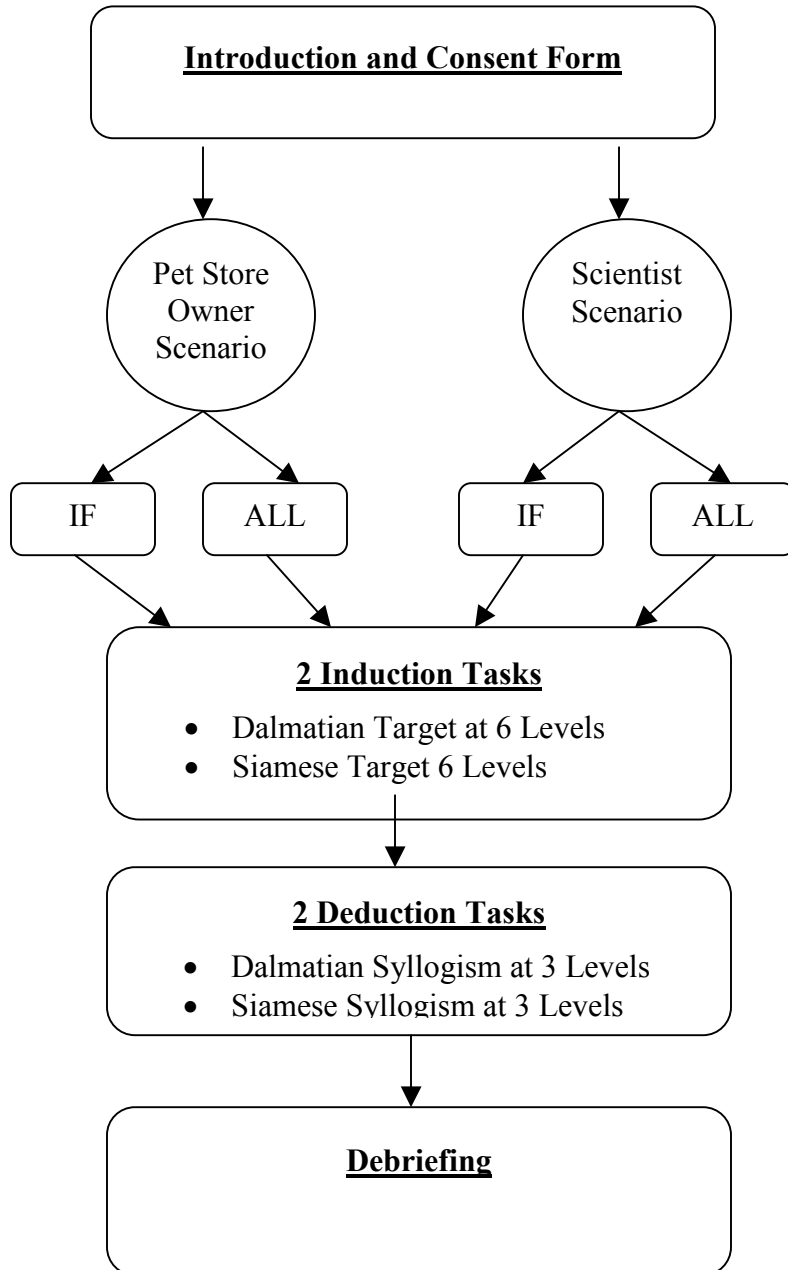 Introduction and Consent Form
Pet Store
Owner
Scenario
Scientist
Scenario
IF
ALL
IF
ALL
2 Induction Tasks
• Dalmatian Target at 6 Levels
• Siamese Target 6 Levels
2 Deduction Tasks
• Dalmatian Syllogism at 3 Levels
• Siamese Syllogism at 3 Levels
Debriefing